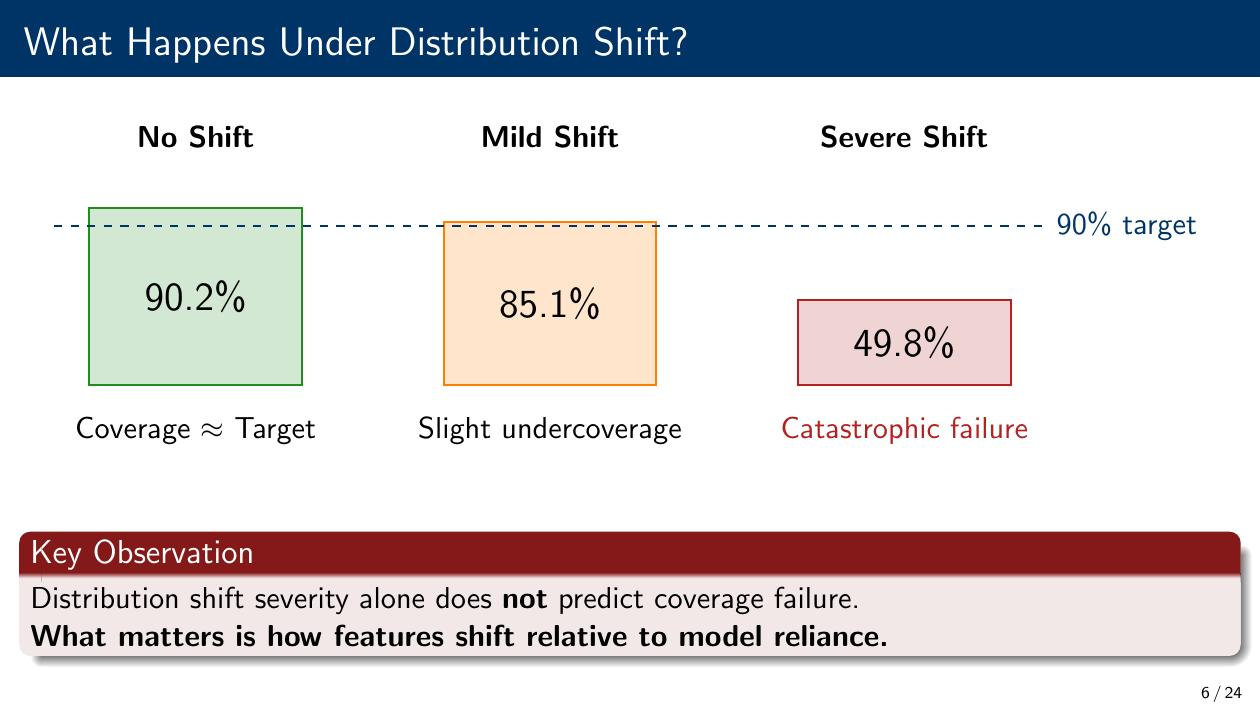 What Happens Under Distribution Shift?
No Shift
Mild Shift
Severe Shift
90% target
90.2%
85.1%
49.8%
Coverage ≈ Target
Slight undercoverage
Catastrophic failure
Key Observation
Distribution shift severity alone does not predict coverage failure.
What matters is how features shift relative to model reliance.
6 / 24